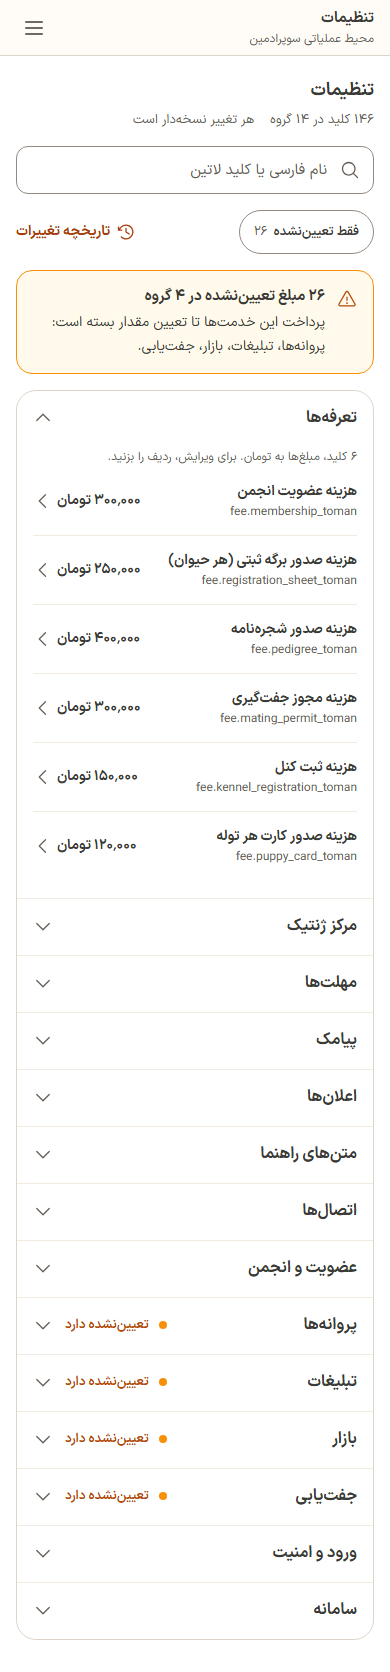 تنظیمات
محیط عملیاتی سوپرادمین
تنظیمات
۱۴۶ کلید در ۱۴ گروه هر تغییر نسخه‌دار است
نام فارسی یا کلید لاتین
فقط تعیین‌نشده ۲۶
تاریخچه تغییرات
۲۶ مبلغ تعیین‌نشده در ۴ گروه
پرداخت این خدمت‌ها تا تعیین مقدار بسته است:
پروانه‌ها، تبلیغات، بازار، جفت‌یابی.
تعرفه‌ها
۶ کلید، مبلغ‌ها به تومان. برای ویرایش، ردیف را بزنید.
هزینه عضویت انجمن
fee.membership_toman
۳۰۰٬۰۰۰ تومان
هزینه صدور برگه ثبتی (هر حیوان)
fee.registration_sheet_toman
۲۵۰٬۰۰۰ تومان
هزینه صدور شجره‌نامه
fee.pedigree_toman
۴۰۰٬۰۰۰ تومان
هزینه مجوز جفت‌گیری
fee.mating_permit_toman
۳۰۰٬۰۰۰ تومان
هزینه ثبت کنل
fee.kennel_registration_toman
۱۵۰٬۰۰۰ تومان
هزینه صدور کارت هر توله
fee.puppy_card_toman
۱۲۰٬۰۰۰ تومان
مرکز ژنتیک
مهلت‌ها
پیامک
اعلان‌ها
متن‌های راهنما
اتصال‌ها
عضویت و انجمن
پروانه‌ها
تعیین‌نشده دارد
تبلیغات
تعیین‌نشده دارد
بازار
تعیین‌نشده دارد
جفت‌یابی
تعیین‌نشده دارد
ورود و امنیت
سامانه